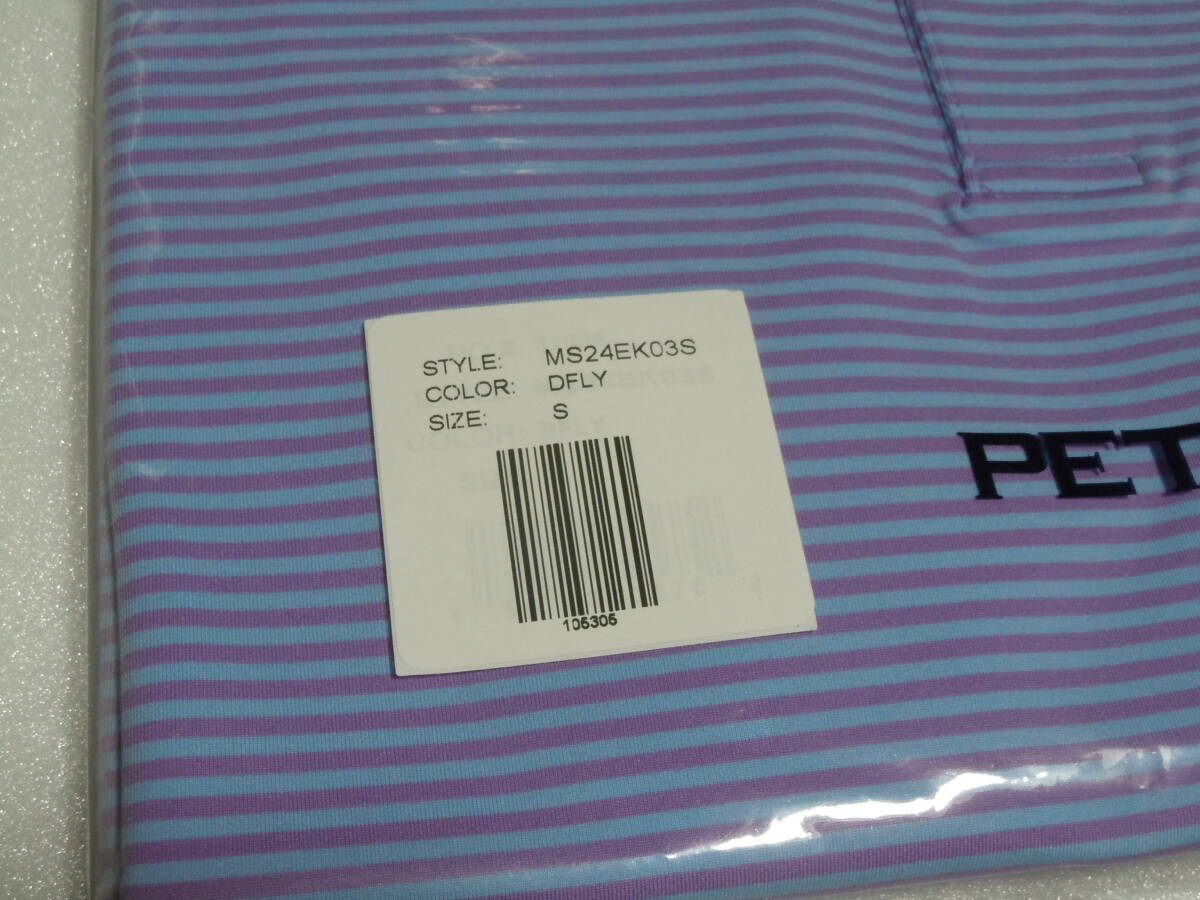 STYLE: MS24EK03S
COLOR: DFLY
SIZE: S
105305
PET